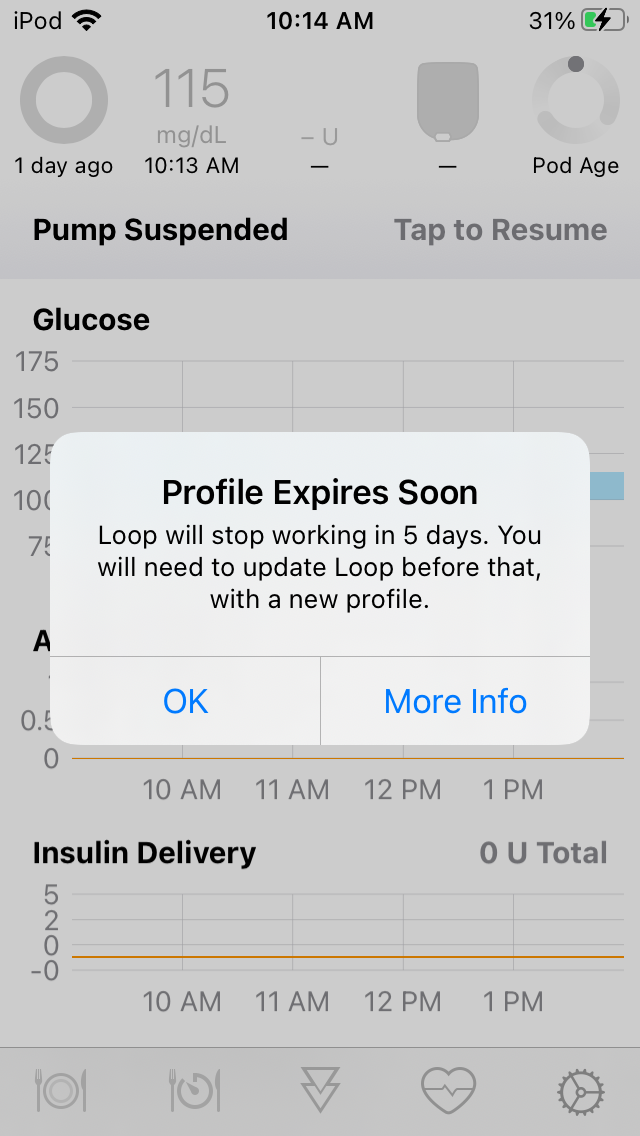 iPod 10:14 AM 31%
115
mg/dL – U
1 day ago 10:13 AM — — Pod Age
Pump Suspended Tap to Resume
Glucose
175
150
125
100
75
Profile Expires Soon
Loop will stop working in 5 days. You
will need to update Loop before that,
with a new profile.
OK More Info
A
0.5
0
10 AM 11 AM 12 PM 1 PM
Insulin Delivery 0 U Total
5
2
0
-0
10 AM 11 AM 12 PM 1 PM